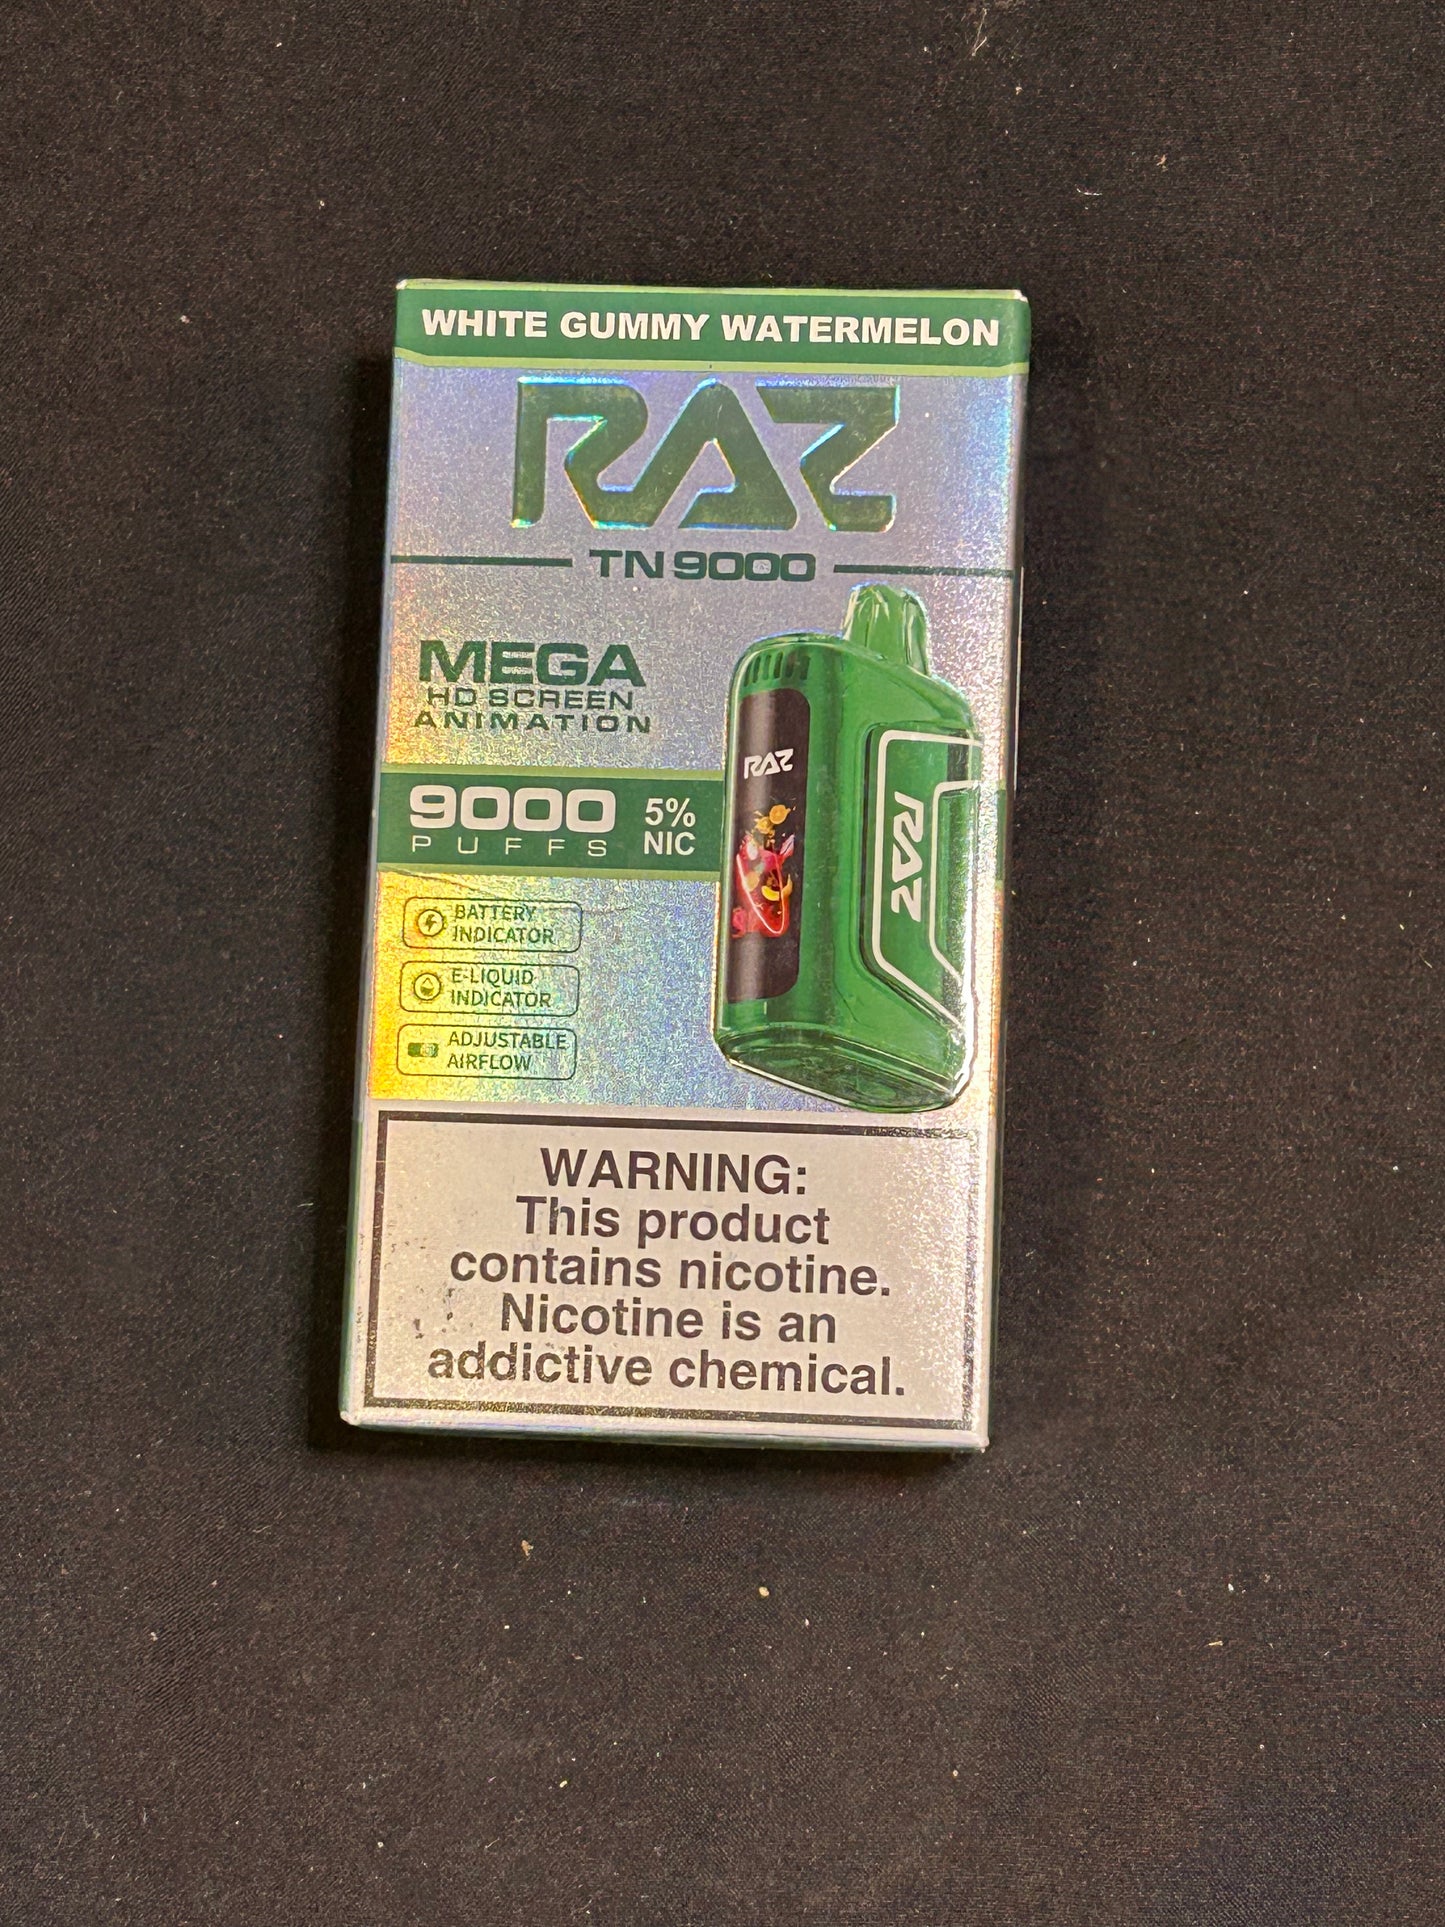 WHITE GUMMY WATERMELON
RAZ
TN 9000
MEGA
HD SCREEN
ANIMATION
9000
PUFFS
5%
NIC
RAZ
RAZ
BATTERY
INDICATOR
E-LIQUID
INDICATOR
ADJUSTABLE
AIRFLOW
WARNING:
This product
contains nicotine.
Nicotine is an
addictive chemical.